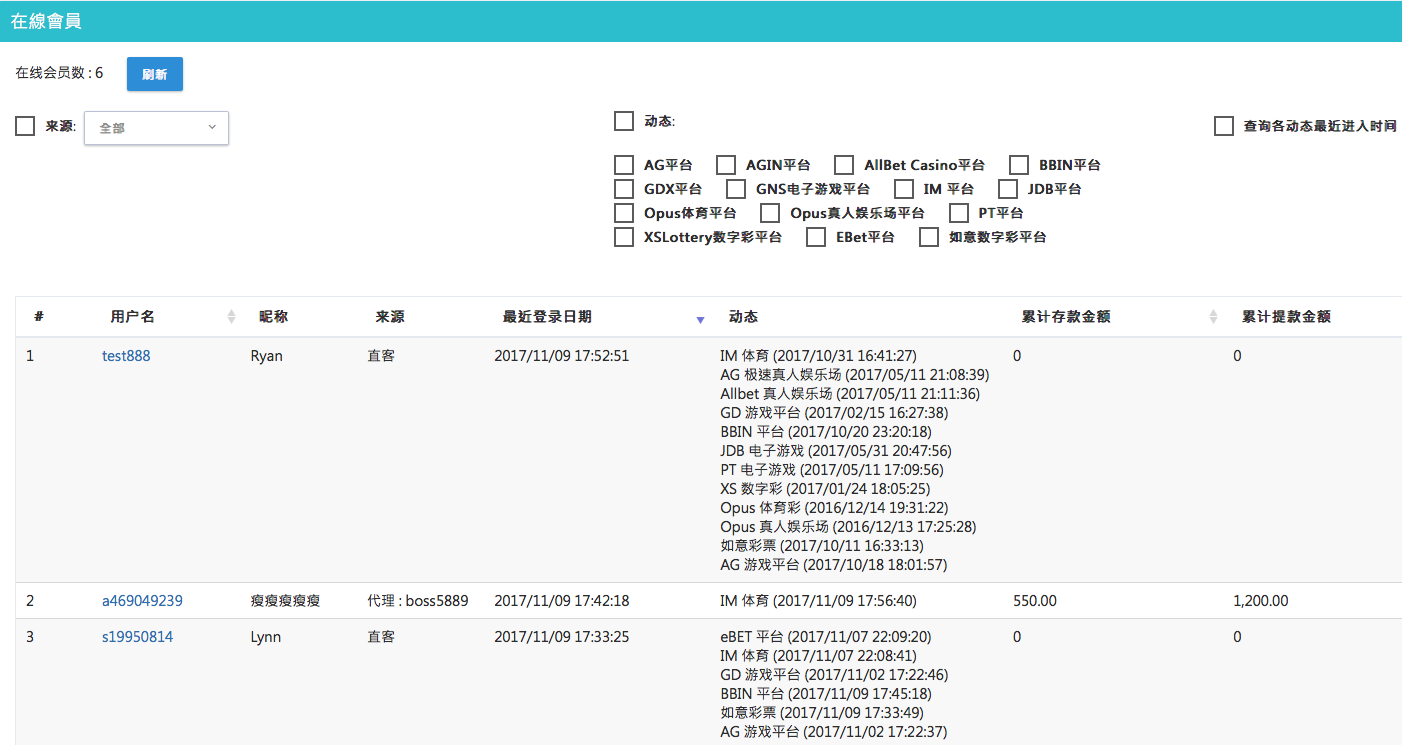 在線會員
在线会员数 : 6 刷新
来源: 全部 动态: 查询各动态最近进入时间
AG平台 AGIN平台 AllBet Casino平台 BBIN平台
GDX平台 GNS电子游戏平台 IM 平台 JDB平台
Opus体育平台 Opus真人娱乐场平台 PT平台
XSLottery数字彩平台 EBet平台 如意数字彩平台
# 用户名 昵称 来源 最近登录日期 动态 累计存款金额 累计提款金额
1 test888 Ryan 直客 2017/11/09 17:52:51 IM 体育 (2017/10/31 16:41:27) 0 0
AG 极速真人娱乐场 (2017/05/11 21:08:39)
Allbet 真人娱乐场 (2017/05/11 21:11:36)
GD 游戏平台 (2017/02/15 16:27:38)
BBIN 平台 (2017/10/20 23:20:18)
JDB 电子游戏 (2017/05/31 20:47:56)
PT 电子游戏 (2017/05/11 17:09:56)
XS 数字彩 (2017/01/24 18:05:25)
Opus 体育彩 (2016/12/14 19:31:22)
Opus 真人娱乐场 (2016/12/13 17:25:28)
如意彩票 (2017/10/11 16:33:13)
AG 游戏平台 (2017/10/18 18:01:57)
2 a469049239 瘦瘦瘦瘦瘦 代理 : boss5889 2017/11/09 17:42:18 IM 体育 (2017/11/09 17:56:40) 550.00 1,200.00
3 s19950814 Lynn 直客 2017/11/09 17:33:25 eBET 平台 (2017/11/07 22:09:20) 0 0
IM 体育 (2017/11/07 22:08:41)
GD 游戏平台 (2017/11/02 17:22:46)
BBIN 平台 (2017/11/09 17:45:18)
如意彩票 (2017/11/09 17:33:49)
AG 游戏平台 (2017/11/02 17:22:37)